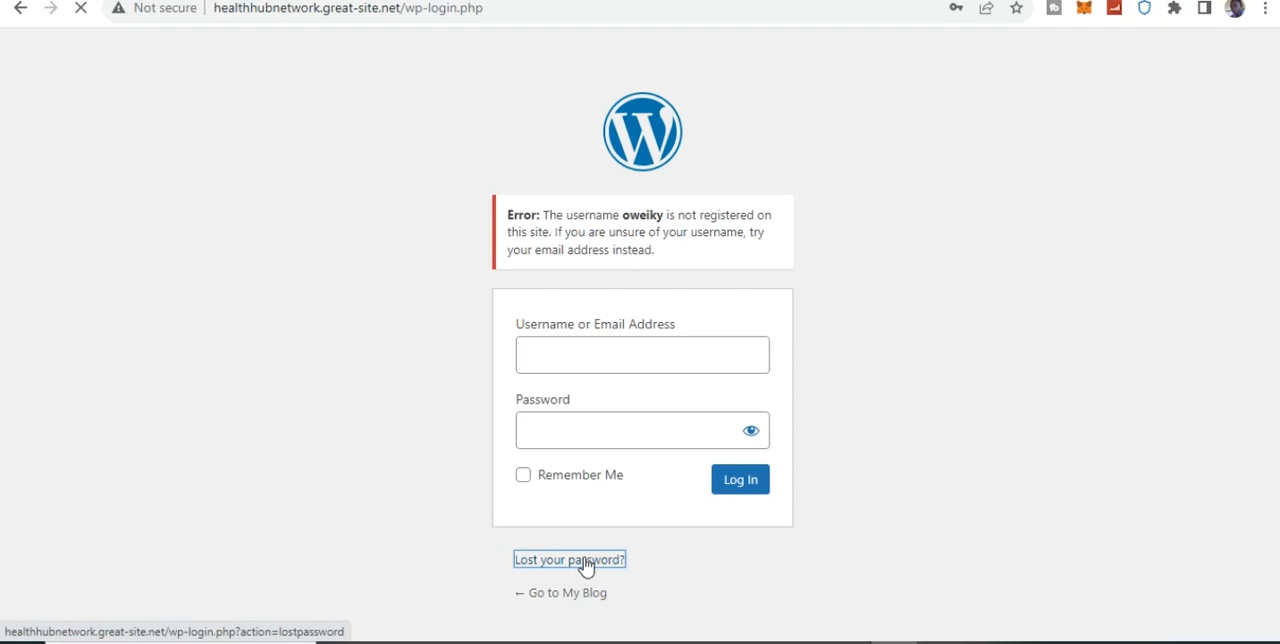 Not secure
healthhubnetwork.great-site.net/wp-login.php
Error: The username oweiky is not registered on
this site. If you are unsure of your username, try
your email address instead.
Username or Email Address
Password
Remember Me
Log In
Lost your password?
← Go to My Blog
healthhubnetwork.great-site.net/wp-login.php?action=lostpassword